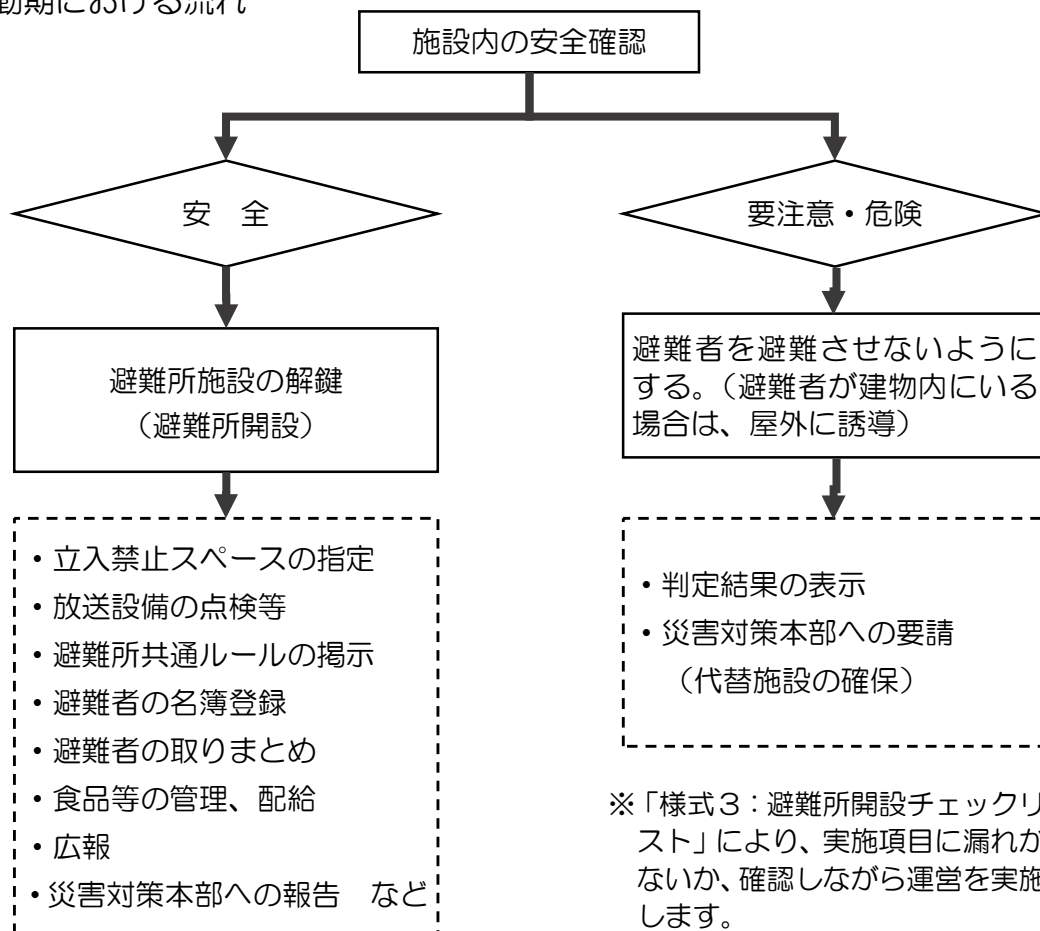 動期における流れ
施設内の安全確認
安　全
要注意・危険
避難所施設の解鍵
（避難所開設）
避難者を避難させないように
する。（避難者が建物内にいる
場合は、屋外に誘導）
・立入禁止スペースの指定
・放送設備の点検等
・避難所共通ルールの掲示
・避難者の名簿登録
・避難者の取りまとめ
・食品等の管理、配給
・広報
・災害対策本部への報告　など
・判定結果の表示
・災害対策本部への要請
（代替施設の確保）
※「様式３：避難所開設チェックリ
スト」により、実施項目に漏れが
ないか、確認しながら運営を実施
します。